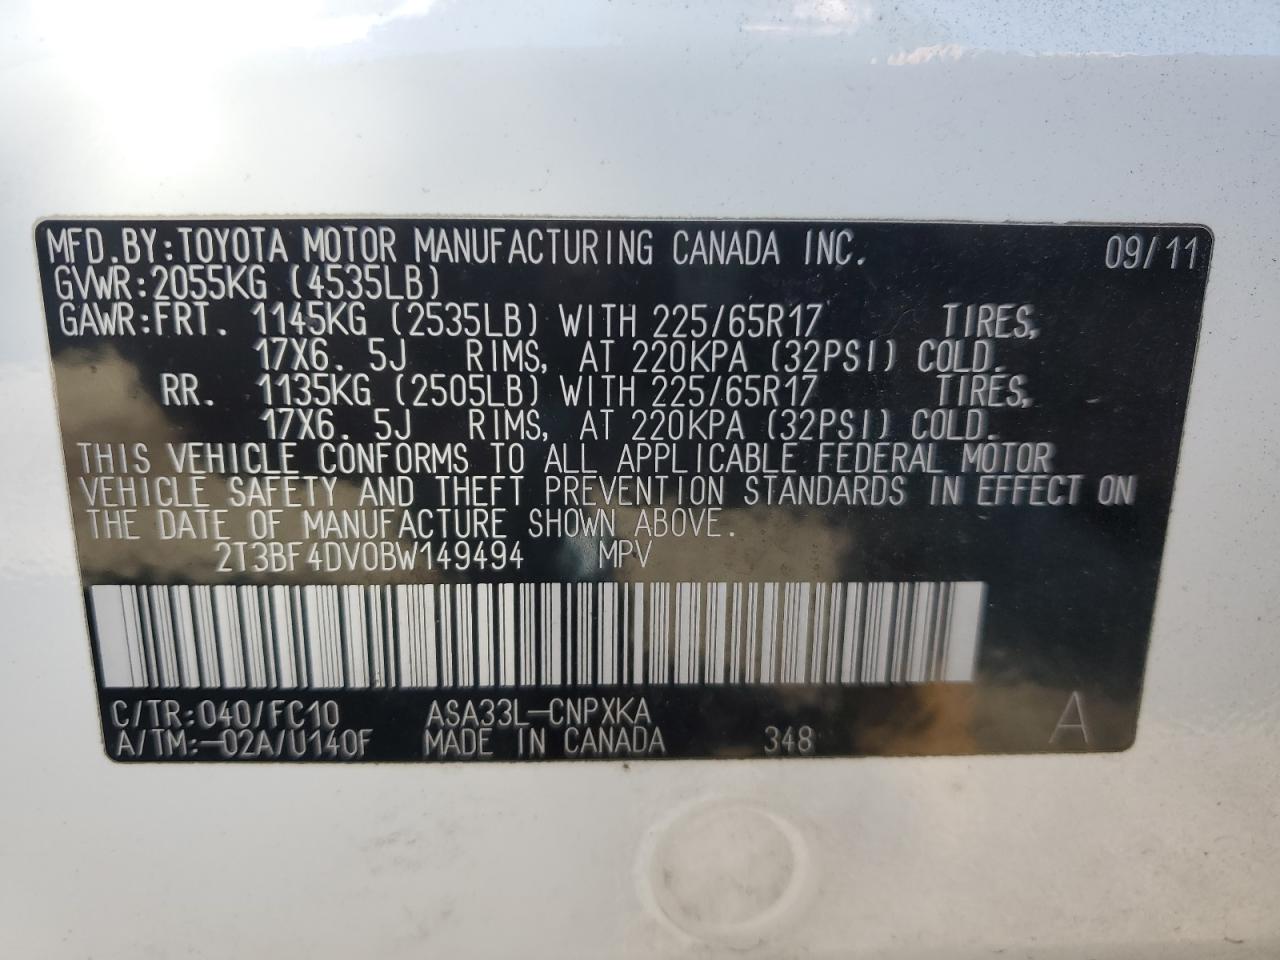 MFD.BY:TOYOTA MOTOR MANUFACTURING CANADA INC. 09/11
GVWR:2055KG (4535LB)
GAWR:FRT. 1145KG (2535LB) WITH 225/65R17 TIRES,
17X6. 5J RIMS, AT 220KPA (32PSI) COLD.
RR. 1135KG (2505LB) WITH 225/65R17 TIRES,
17X6. 5J RIMS, AT 220KPA (32PSI) COLD.
THIS VEHICLE CONFORMS TO ALL APPLICABLE FEDERAL MOTOR
VEHICLE SAFETY AND THEFT PREVENTION STANDARDS IN EFFECT ON
THE DATE OF MANUFACTURE SHOWN ABOVE.
2T3BF4DV0BW149494 MPV
C/TR:040/FC10 ASA33L-CNPXKA A
A/TM:-02A/U140F MADE IN CANADA 348